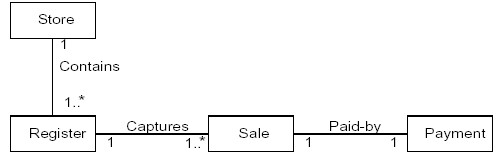 Store
1
Contains
1..*
Register Captures Sale Paid-by Payment
1 1..* 1 1